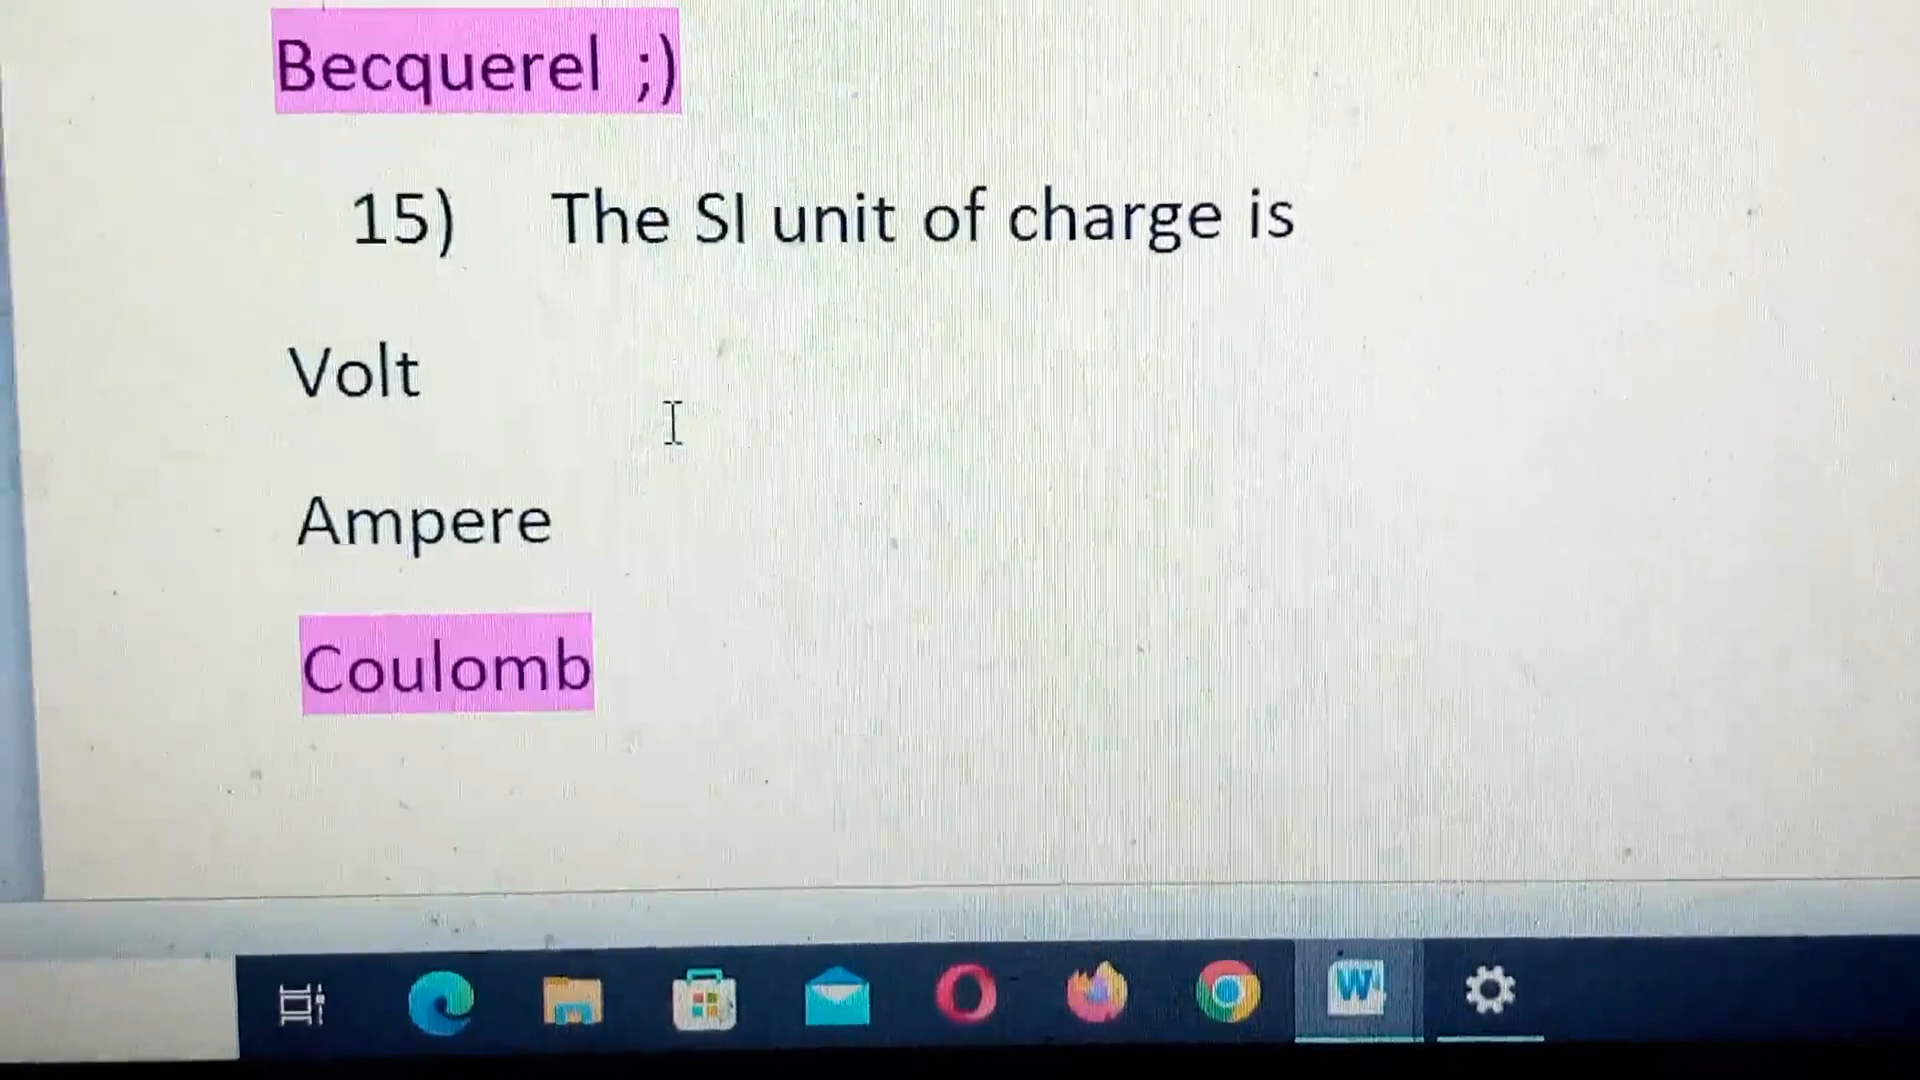 Becquerel ;)
15) The SI unit of charge is
Volt
Ampere
Coulomb
W